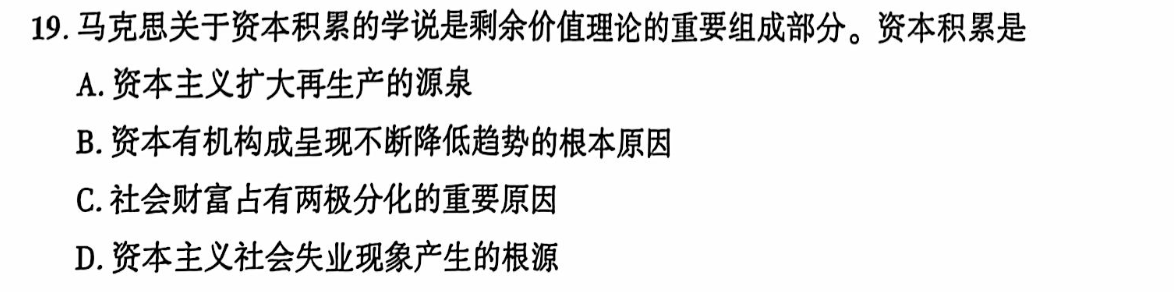 19. 马克思关于资本积累的学说是剩余价值理论的重要组成部分。资本积累是
A. 资本主义扩大再生产的源泉
B. 资本有机构成呈现不断降低趋势的根本原因
C. 社会财富占有两极分化的重要原因
D. 资本主义社会失业现象产生的根源